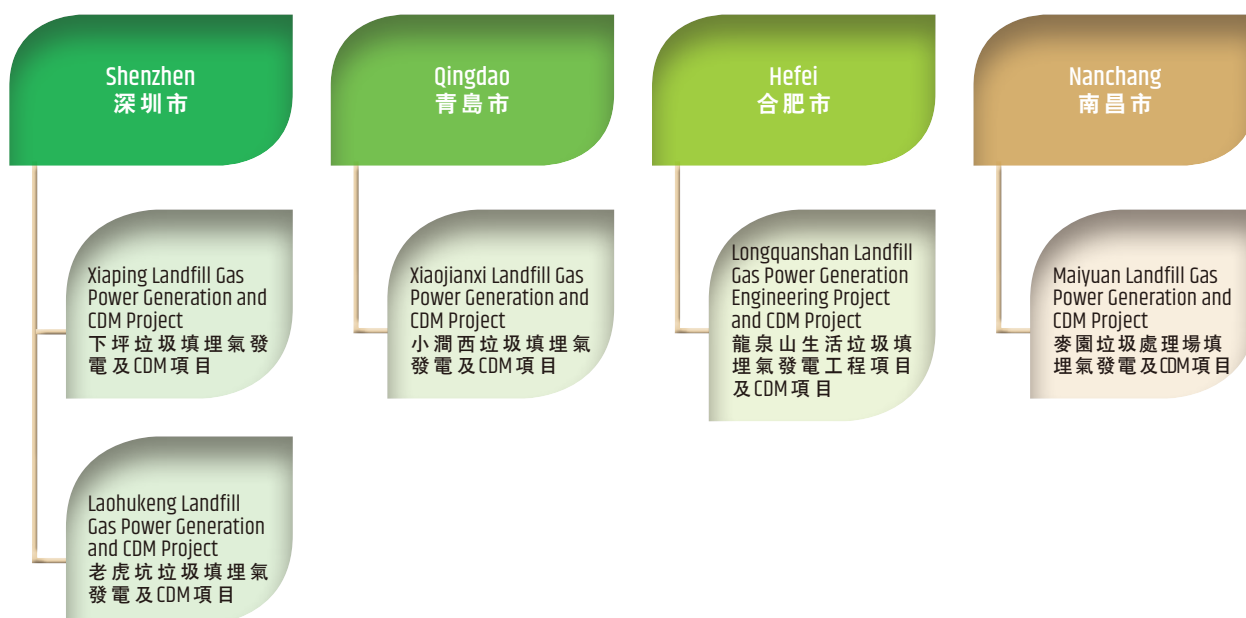 Shenzhen
深圳市
Qingdao
青島市
Hefei
合肥市
Nanchang
南昌市
Xiaping Landfill Gas
Power Generation and
CDM Project
下坪垃圾填埋氣發
電及CDM項目
Xiaojianxi Landfill Gas
Power Generation and
CDM Project
小澗西垃圾填埋氣
發電及CDM項目
Longquanshan Landfill
Gas Power Generation
Engineering Project
and CDM Project
龍泉山生活垃圾填
埋氣發電工程項目
及CDM項目
Maiyuan Landfill Gas
Power Generation and
CDM Project
麥園垃圾處理場填
埋氣發電及CDM項目
Laohukeng Landfill
Gas Power Generation
and CDM Project
老虎坑垃圾填埋氣
發電及CDM項目